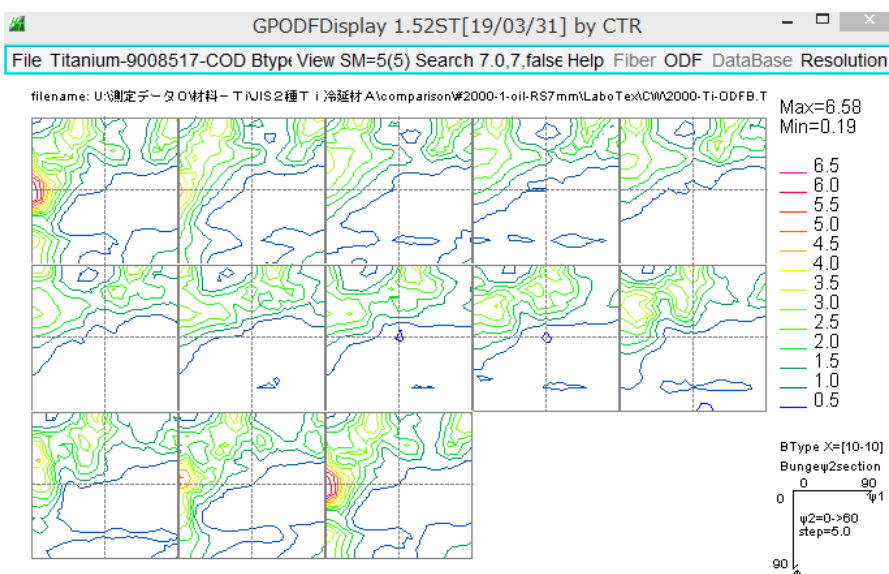 GPODFDisplay 1.52ST[19/03/31] by CTR
File Titanium-9008517-COD Btype View SM=5(5) Search 7.0,7,false Help Fiber ODF DataBase Resolution
filename: U:\測定データ0\材料-Ti\JIS2種Ti冷延材A\comparison\#2000-1-oil-RS7mm\LaboTex\CW\2000-Ti-ODFB.T
Max=6.58
Min=0.19
6.5
6.0
5.5
5.0
4.5
4.0
3.5
3.0
2.5
2.0
1.5
1.0
0.5
BType X=[10-10]
Bungeψ2section
0 90
0 ψ1
ψ2=0->60
step=5.0
90